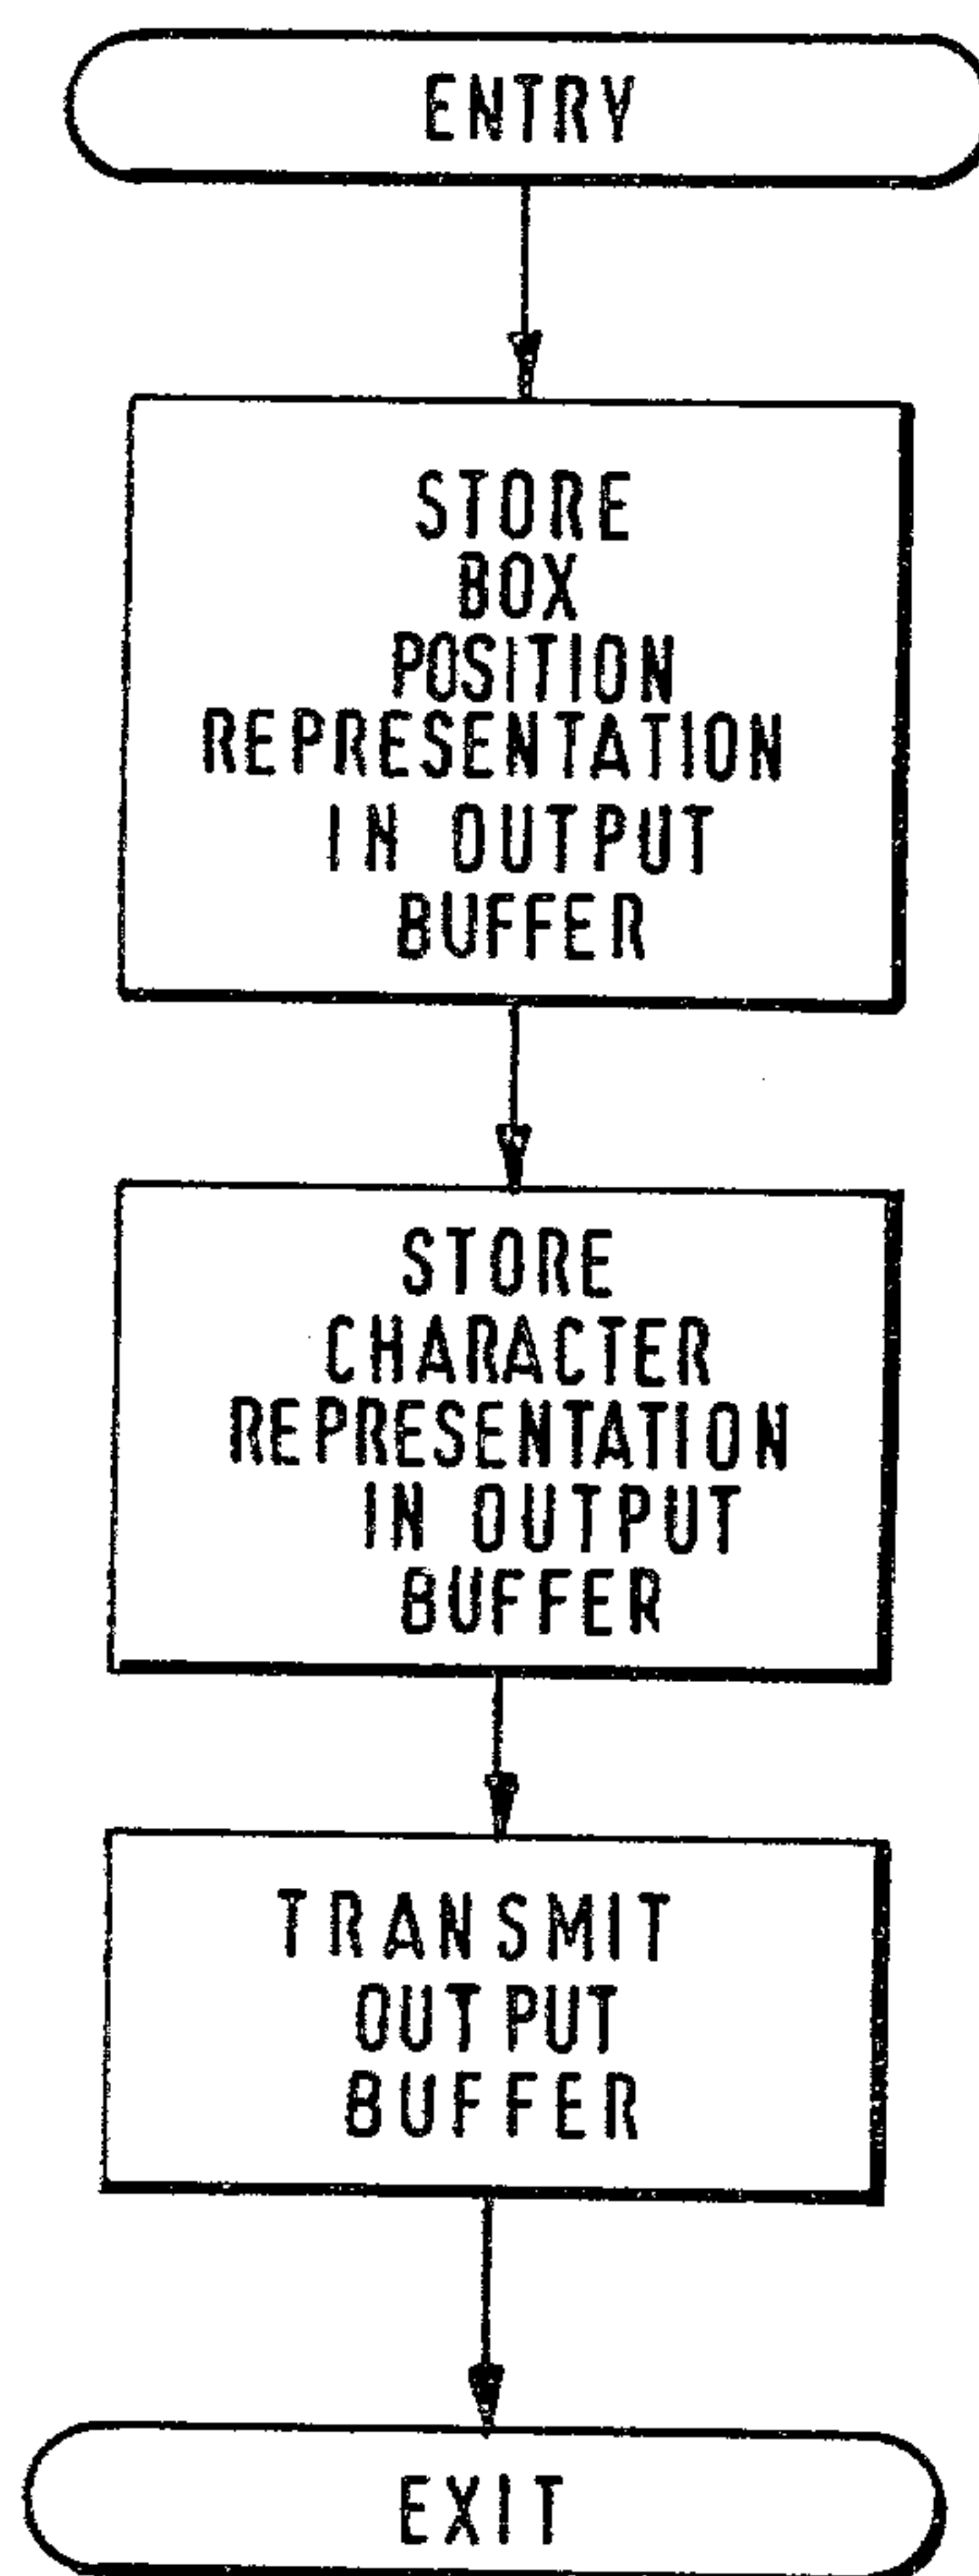 ENTRY
STORE
BOX
POSITION
REPRESENTATION
IN OUTPUT
BUFFER
STORE
CHARACTER
REPRESENTATION
IN OUTPUT
BUFFER
TRANSMIT
OUTPUT
BUFFER
EXIT